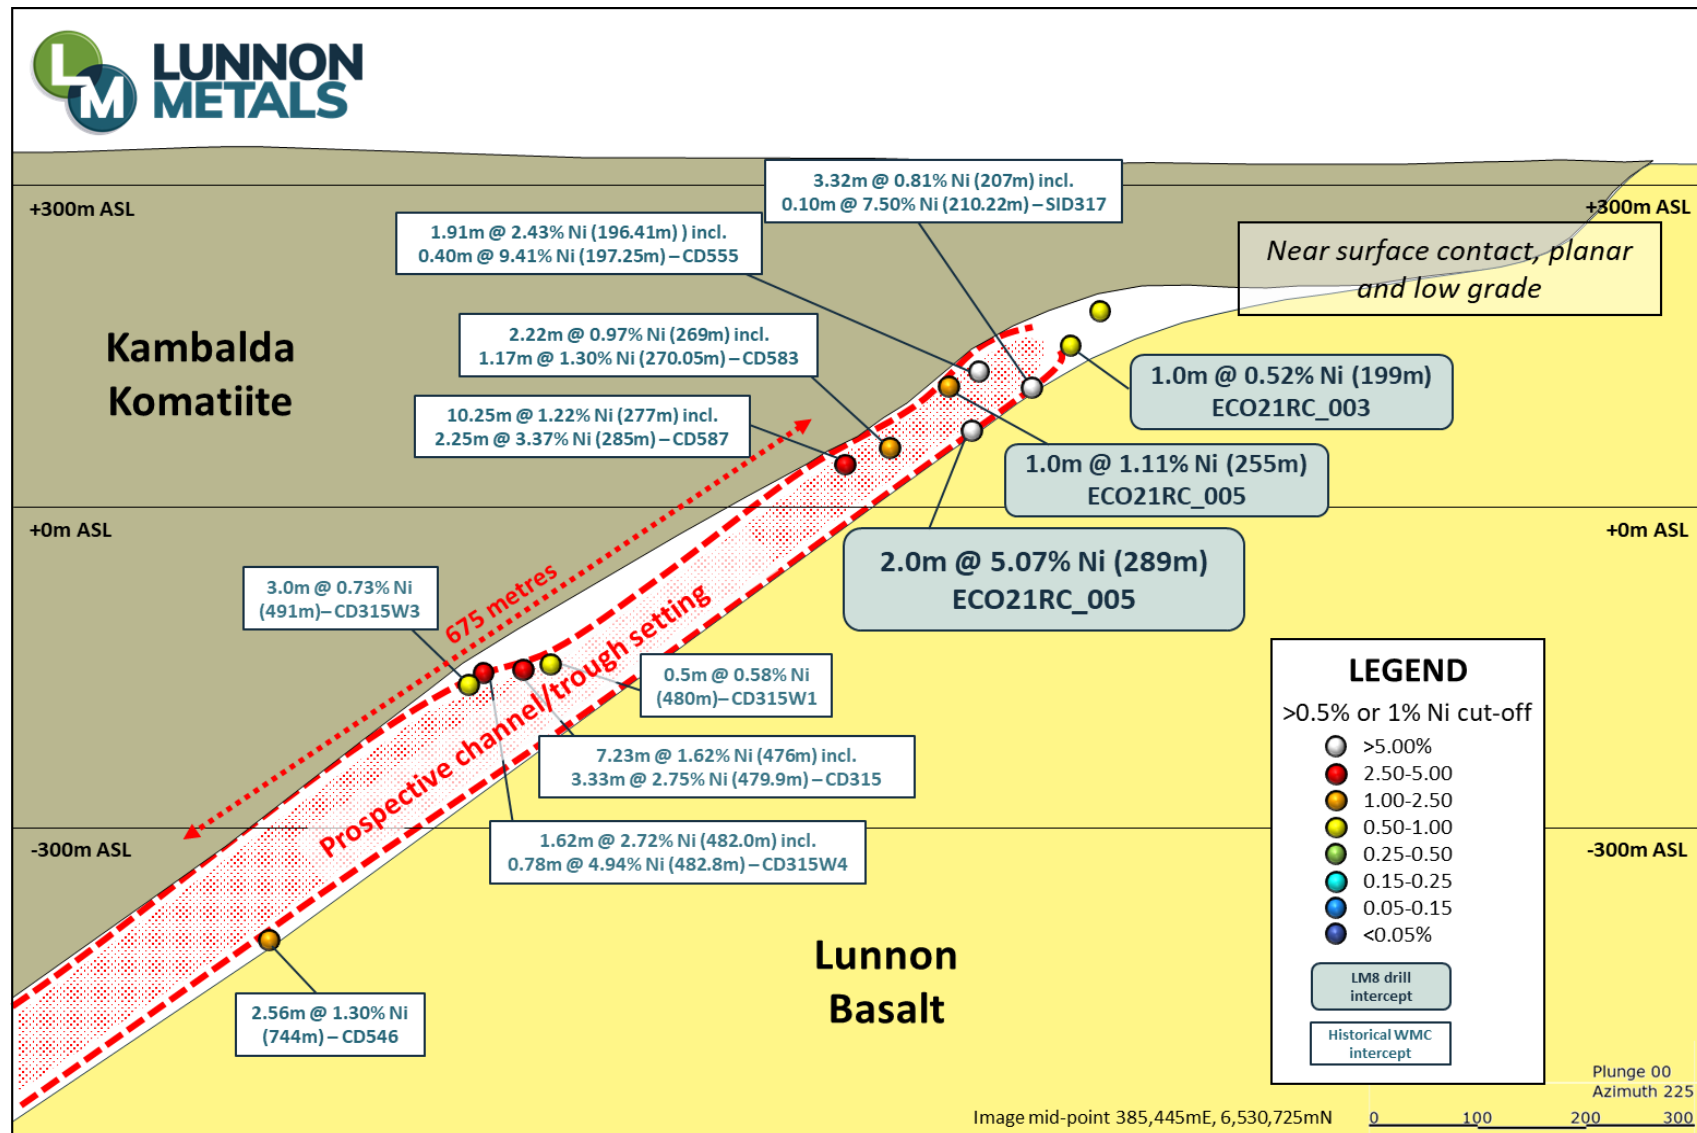 LM
LUNNON
METALS
3.32m @ 0.81% Ni (207m) incl.
0.10m @ 7.50% Ni (210.22m) – SID317
+300m ASL
+300m ASL
1.91m @ 2.43% Ni (196.41m) ) incl.
0.40m @ 9.41% Ni (197.25m) – CD555
Near surface contact, planar
and low grade
Kambalda
Komatiite
2.22m @ 0.97% Ni (269m) incl.
1.17m @ 1.30% Ni (270.05m) – CD583
1.0m @ 0.52% Ni (199m)
ECO21RC_003
10.25m @ 1.22% Ni (277m) incl.
2.25m @ 3.37% Ni (285m) – CD587
1.0m @ 1.11% Ni (255m)
ECO21RC_005
+0m ASL
+0m ASL
2.0m @ 5.07% Ni (289m)
ECO21RC_005
3.0m @ 0.73% Ni
(491m) – CD315W3
675 metres
Prospective channel/trough setting
0.5m @ 0.58% Ni
(480m) – CD315W1
7.23m @ 1.62% Ni (476m) incl.
3.33m @ 2.75% Ni (479.9m) – CD315
1.62m @ 2.72% Ni (482.0m) incl.
0.78m @ 4.94% Ni (482.8m) – CD315W4
-300m ASL
-300m ASL
Lunnon
Basalt
2.56m @ 1.30% Ni
(744m) – CD546
LEGEND
>0.5% or 1% Ni cut-off
>5.00%
2.50-5.00
1.00-2.50
0.50-1.00
0.25-0.50
0.15-0.25
0.05-0.15
<0.05%
LM8 drill
intercept
Historical WMC
intercept
Plunge 00
Azimuth 225
Image mid-point 385,445mE, 6,530,725mN
0 100 200 300